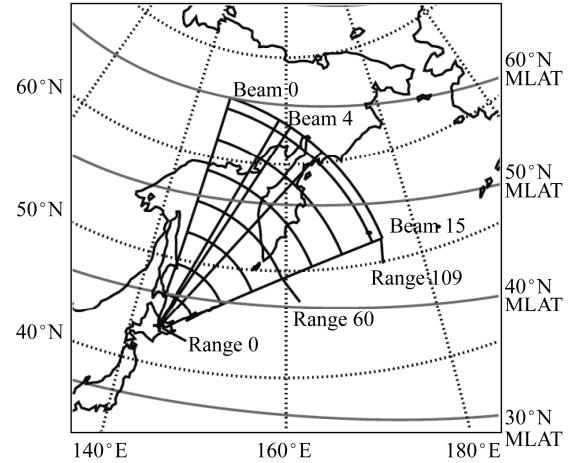 60°N
50°N
40°N
Beam 0
Beam 4
Beam 15
Range 109
Range 60
Range 0
60°N
MLAT
50°N
MLAT
40°N
MLAT
30°N
MLAT
140°E
160°E
180°E